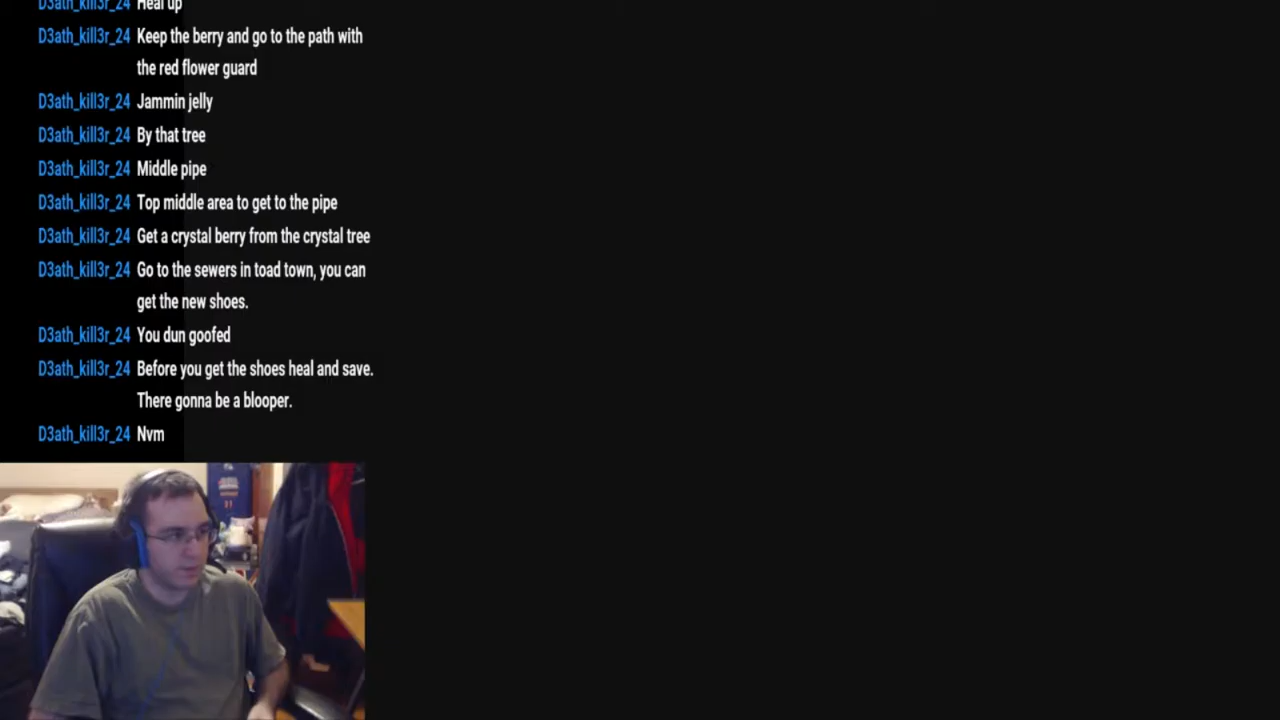 D3ath_kill3r_24 Heal up
D3ath_kill3r_24 Keep the berry and go to the path with
the red flower guard
D3ath_kill3r_24 Jammin jelly
D3ath_kill3r_24 By that tree
D3ath_kill3r_24 Middle pipe
D3ath_kill3r_24 Top middle area to get to the pipe
D3ath_kill3r_24 Get a crystal berry from the crystal tree
D3ath_kill3r_24 Go to the sewers in toad town, you can
get the new shoes.
D3ath_kill3r_24 You dun goofed
D3ath_kill3r_24 Before you get the shoes heal and save.
There gonna be a blooper.
D3ath_kill3r_24 Nvm